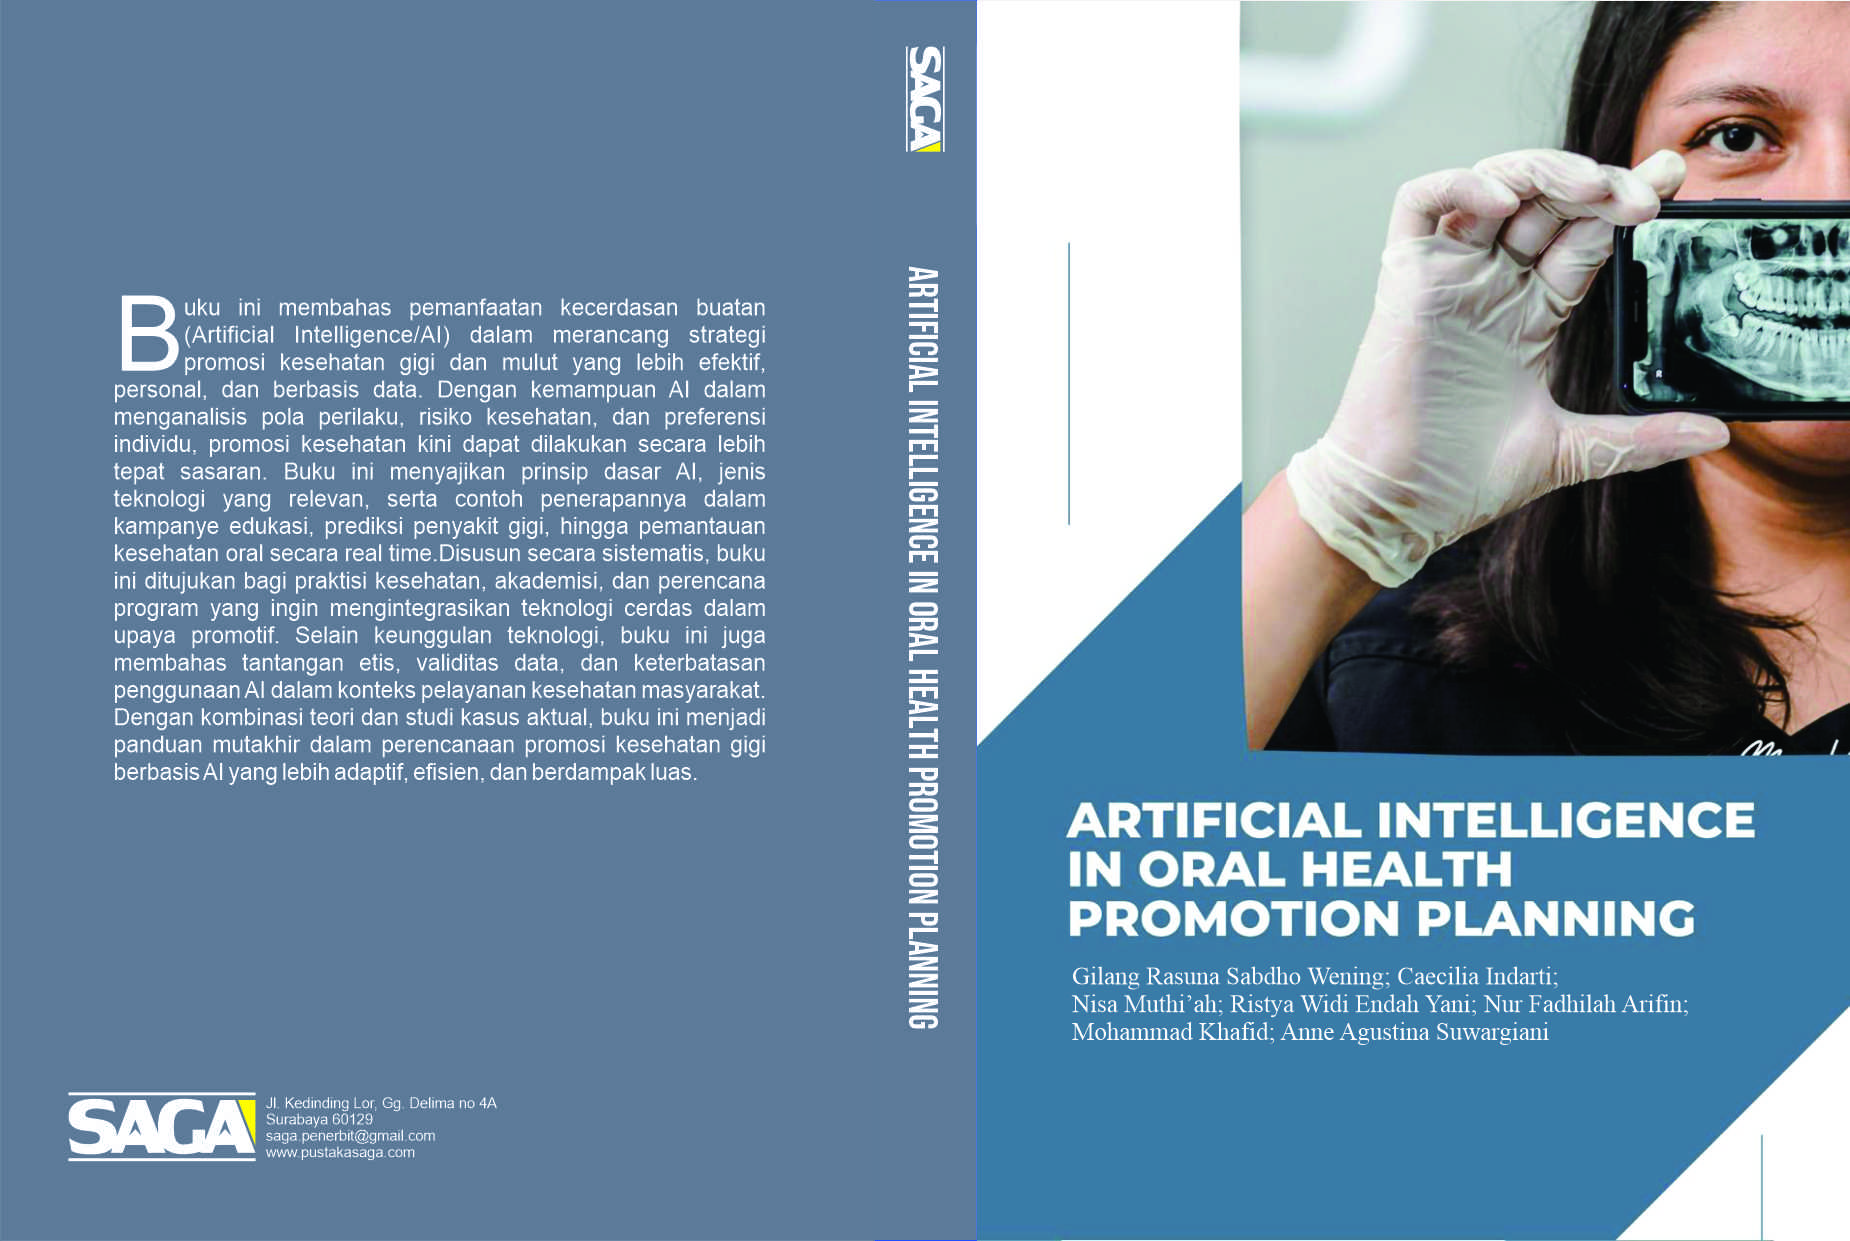 Buku ini membahas pemanfaatan kecerdasan buatan
(Artificial Intelligence/AI) dalam merancang strategi
promosi kesehatan gigi dan mulut yang lebih efektif,
personal, dan berbasis data. Dengan kemampuan AI dalam
menganalisis pola perilaku, risiko kesehatan, dan preferensi
individu, promosi kesehatan kini dapat dilakukan secara lebih
tepat sasaran. Buku ini menyajikan prinsip dasar AI, jenis
teknologi yang relevan, serta contoh penerapannya dalam
kampanye edukasi, prediksi penyakit gigi, hingga pemantauan
kesehatan oral secara real time.Disusun secara sistematis, buku
ini ditujukan bagi praktisi kesehatan, akademisi, dan perencana
program yang ingin mengintegrasikan teknologi cerdas dalam
upaya promotif. Selain keunggulan teknologi, buku ini juga
membahas tantangan etis, validitas data, dan keterbatasan
penggunaan AI dalam konteks pelayanan kesehatan masyarakat.
Dengan kombinasi teori dan studi kasus aktual, buku ini menjadi
panduan mutakhir dalam perencanaan promosi kesehatan gigi
berbasis AI yang lebih adaptif, efisien, dan berdampak luas.
SAGA
Jl. Kedinding Lor, Gg. Delima no 4A
Surabaya 60129
saga.penerbit@gmail.com
www.pustakasaga.com
SAGA
ARTIFICIAL INTELLIGENCE IN ORAL HEALTH PROMOTION PLANNING
R
ARTIFICIAL INTELLIGENCE
IN ORAL HEALTH
PROMOTION PLANNING
Gilang Rasuna Sabdho Wening; Caecilia Indarti;
Nisa Muthi’ah; Ristya Widi Endah Yani; Nur Fadhilah Arifin;
Mohammad Khafid; Anne Agustina Suwargiani